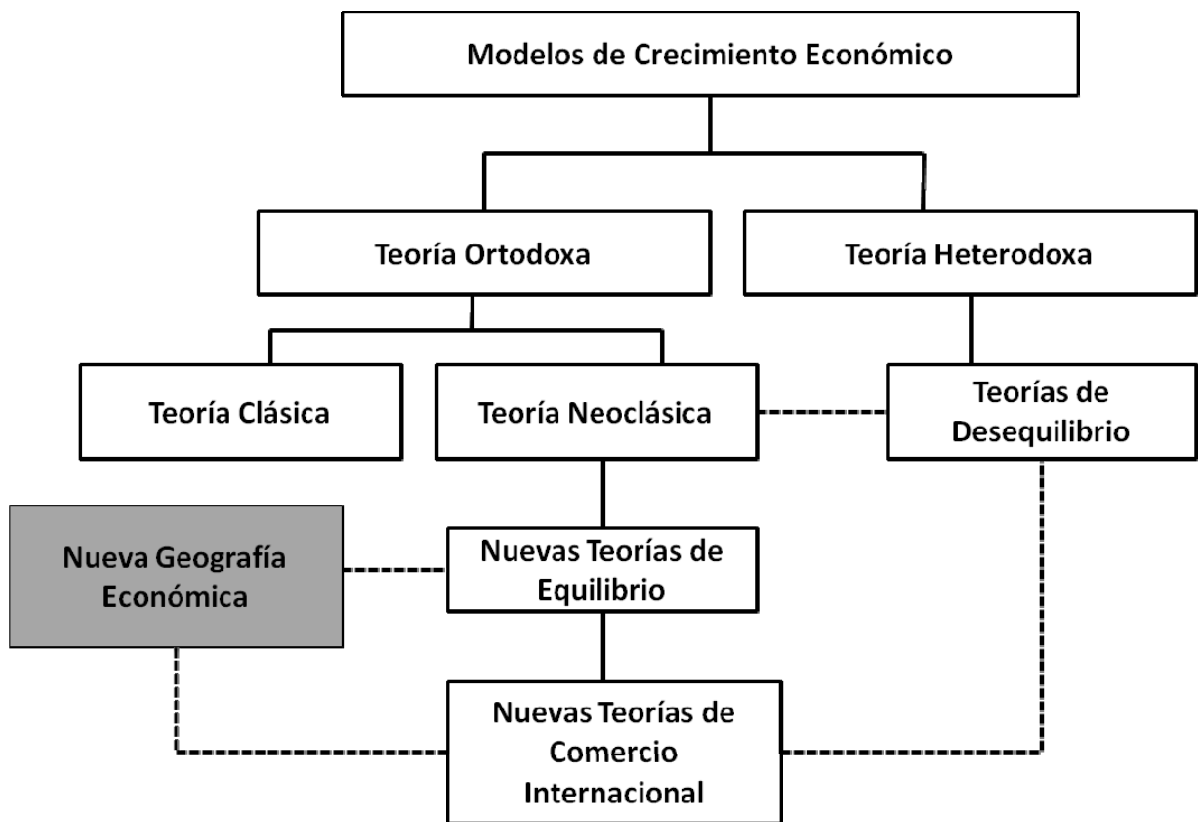 Modelos de Crecimiento Económico
Teoría Ortodoxa
Teoría Heterodoxa
Teoría Clásica
Teoría Neoclásica
Teorías de
Desequilibrio
Nueva Geografía
Económica
Nuevas Teorías de
Equilibrio
Nuevas Teorías de
Comercio
Internacional